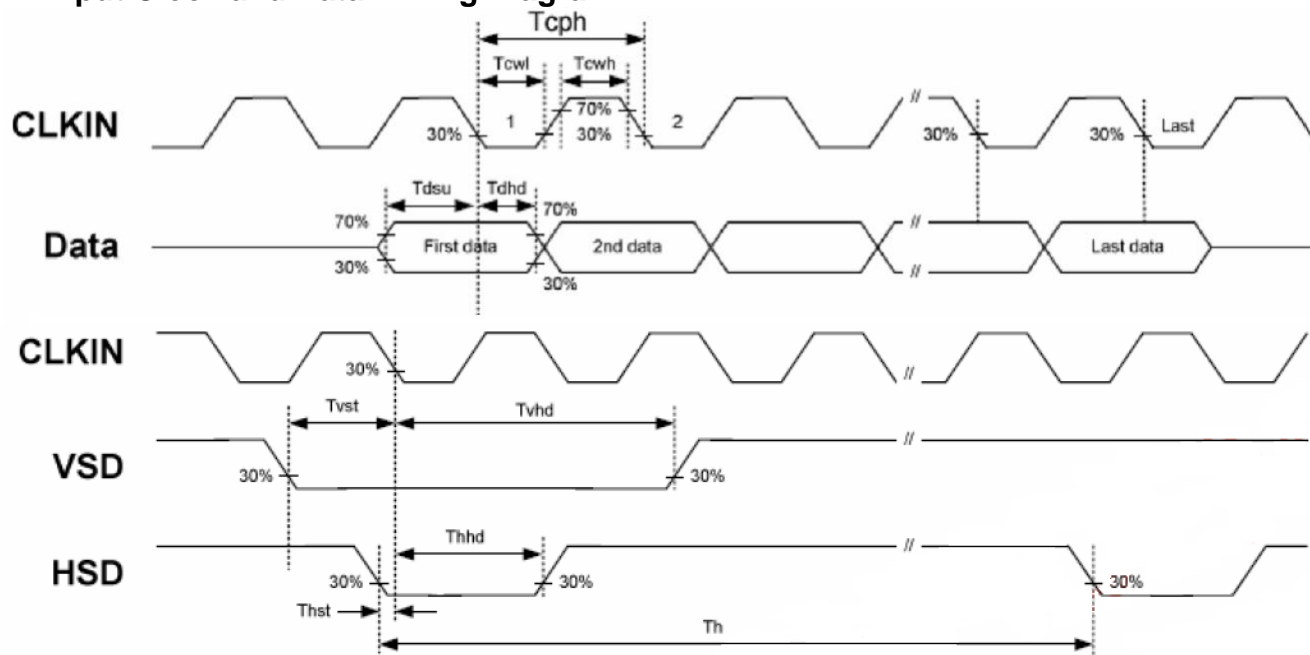 Tcph
Tcwl Tcwh
CLKIN 30% 1 70% 30% 2 // 30% 30% Last
Tdsu Tdhd
70% 70%
Data First data 2nd data // // Last data
30% 30%
CLKIN 30% //
Tvst Tvhd
VSD 30% 30% //
Thhd
HSD 30% 30% // 30%
Thst
Th